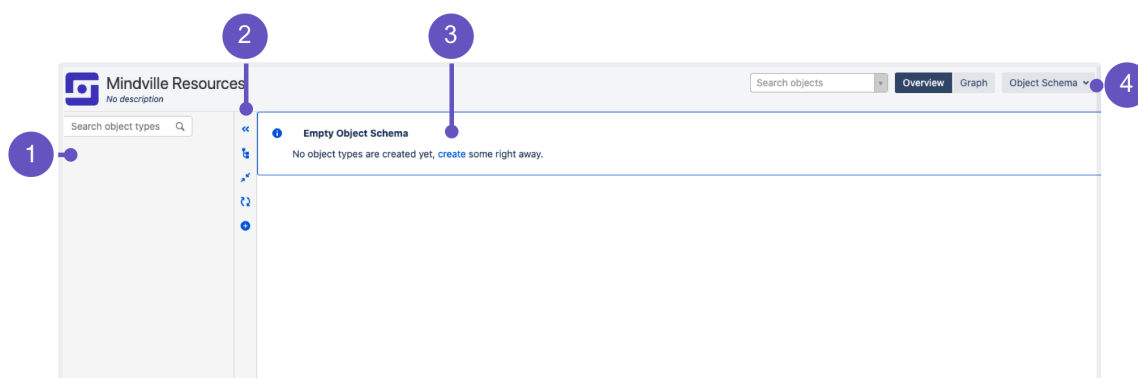 2
3
Mindville Resources
No description
Search objects
Overview
Graph
Object Schema
4
Search object types
1
Empty Object Schema
No object types are created yet, create some right away.